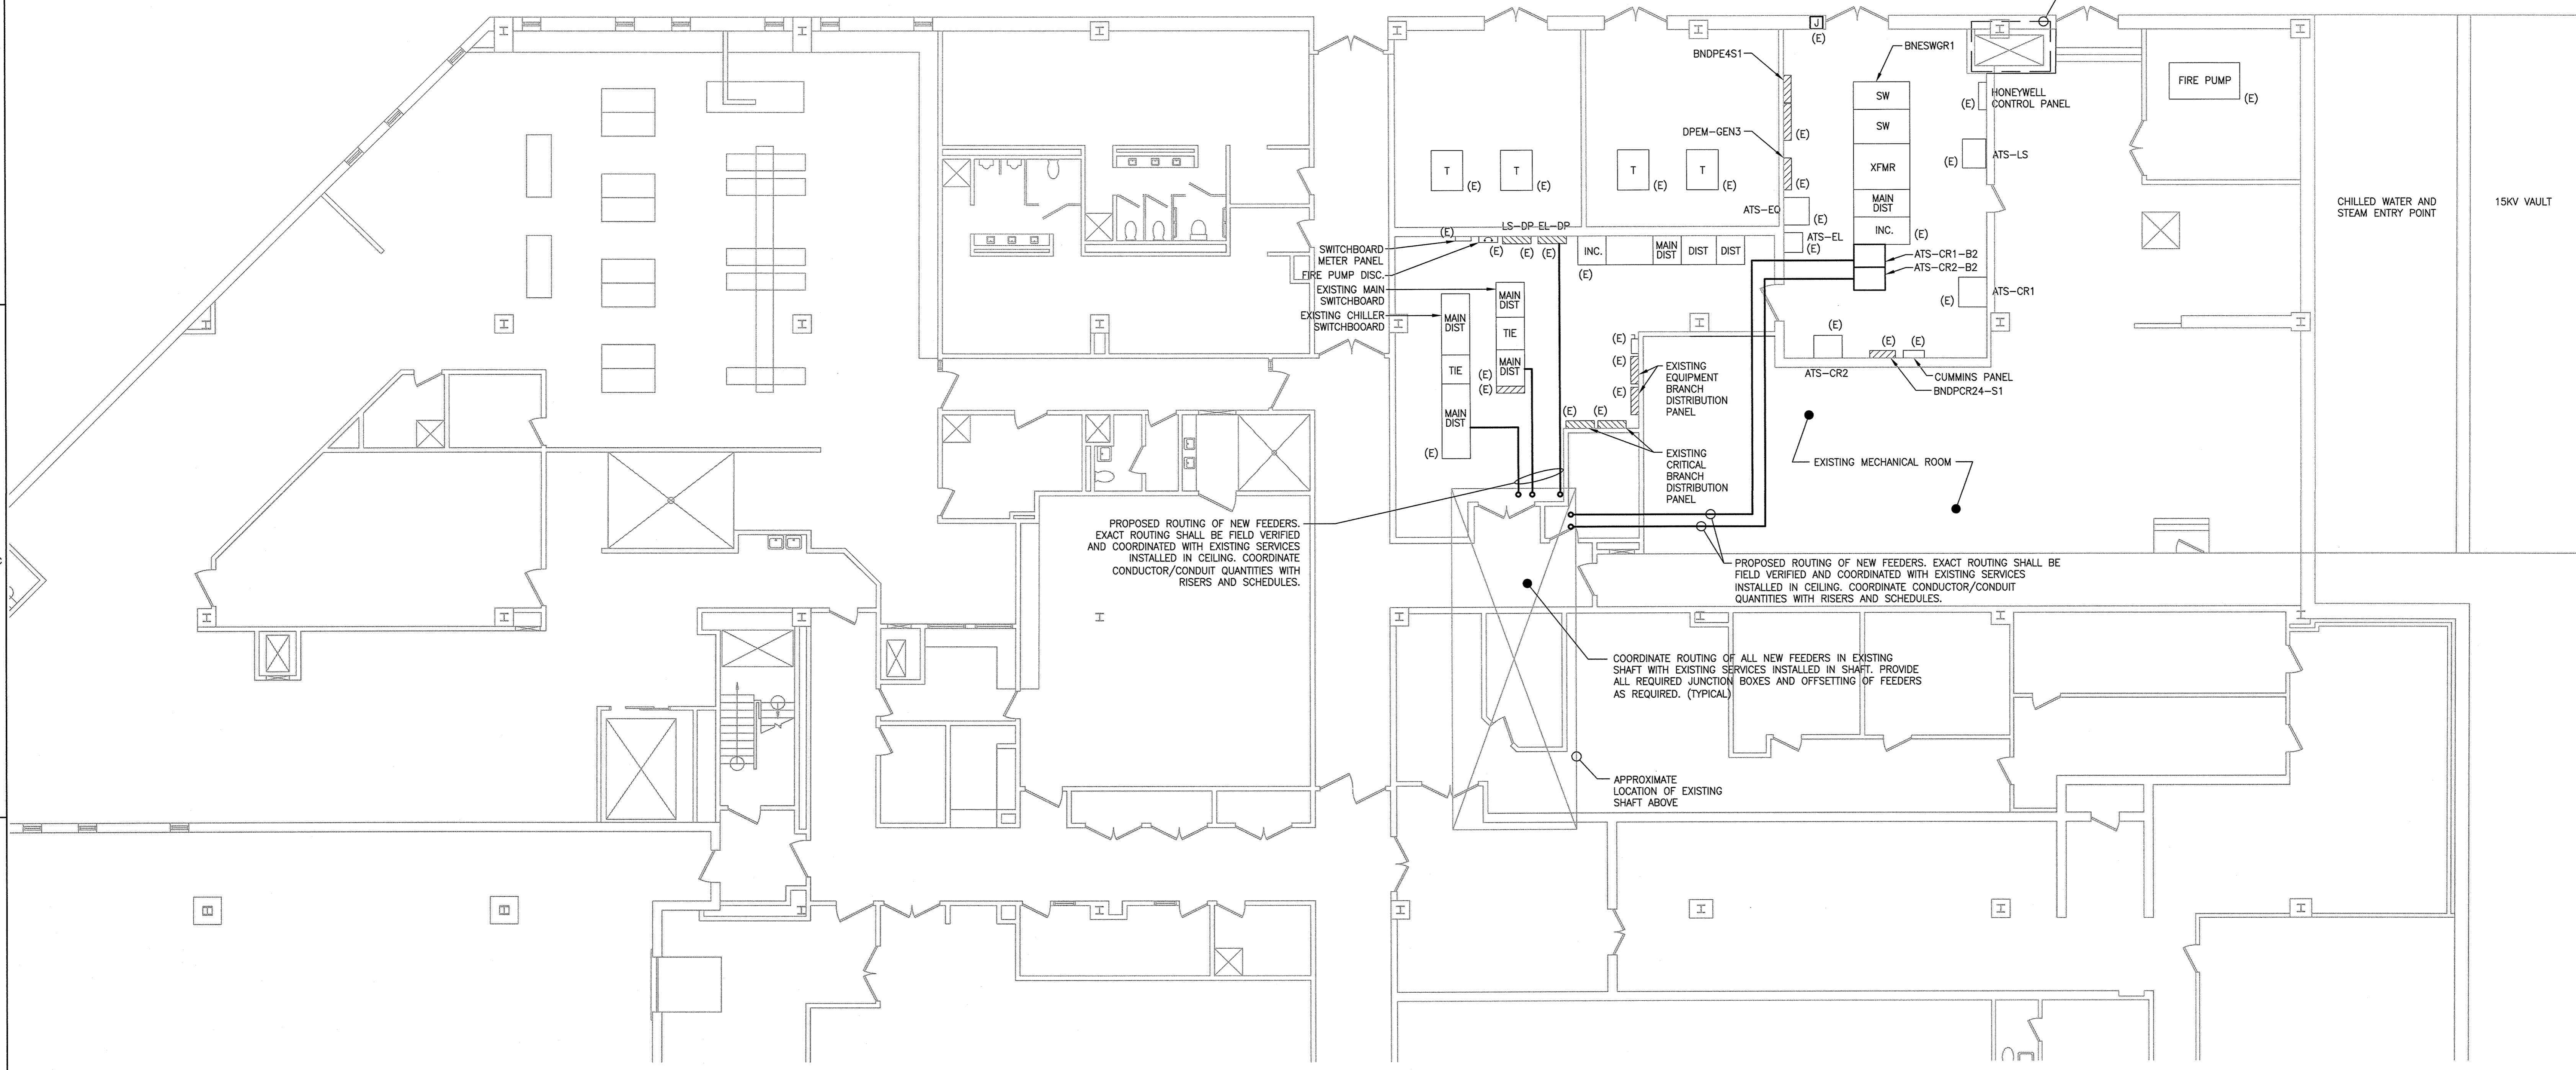 J
(E)
BNESWGR1
BNDPE4S1
FIRE PUMP
(E)
SW
HONEYWELL
CONTROL PANEL
(E)
SW
DPEM-GEN3
(E)
ATS-LS
(E)
T
(E)
T
(E)
T
(E)
T
(E)
XFMR
(E)
MAIN
DIST
ATS-EQ
(E)
CHILLED WATER AND
STEAM ENTRY POINT
15KV VAULT
LS-DP
EL-DP
INC.
(E)
ATS-EL
(E)
(E)
SWITCHBOARD
METER PANEL
(E)
(E)
(E)
FIRE PUMP DISC.
INC.
MAIN
DIST
DIST
DIST
(E)
ATS-CR1-B2
ATS-CR2-B2
EXISTING MAIN
SWITCHBOARD
MAIN
DIST
ATS-CR1
(E)
EXISTING CHILLER
SWITCHBOOARD
MAIN
DIST
TIE
(E)
(E)
(E)
(E)
(E)
MAIN
DIST
(E)
(E)
TIE
EXISTING
EQUIPMENT
BRANCH
DISTRIBUTION
PANEL
(E)
ATS-CR2
CUMMINS PANEL
BNDPCR24-S1
MAIN
DIST
(E)
(E)
(E)
EXISTING
CRITICAL
BRANCH
DISTRIBUTION
PANEL
EXISTING MECHANICAL ROOM
PROPOSED ROUTING OF NEW FEEDERS.
EXACT ROUTING SHALL BE FIELD VERIFIED
AND COORDINATED WITH EXISTING SERVICES
INSTALLED IN CEILING. COORDINATE
CONDUCTOR/CONDUIT QUANTITIES WITH
RISERS AND SCHEDULES.
PROPOSED ROUTING OF NEW FEEDERS. EXACT ROUTING SHALL BE
FIELD VERIFIED AND COORDINATED WITH EXISTING SERVICES
INSTALLED IN CEILING. COORDINATE CONDUCTOR/CONDUIT
QUANTITIES WITH RISERS AND SCHEDULES.
COORDINATE ROUTING OF ALL NEW FEEDERS IN EXISTING
SHAFT WITH EXISTING SERVICES INSTALLED IN SHAFT. PROVIDE
ALL REQUIRED JUNCTION BOXES AND OFFSETTING OF FEEDERS
AS REQUIRED. (TYPICAL)
APPROXIMATE
LOCATION OF EXISTING
SHAFT ABOVE